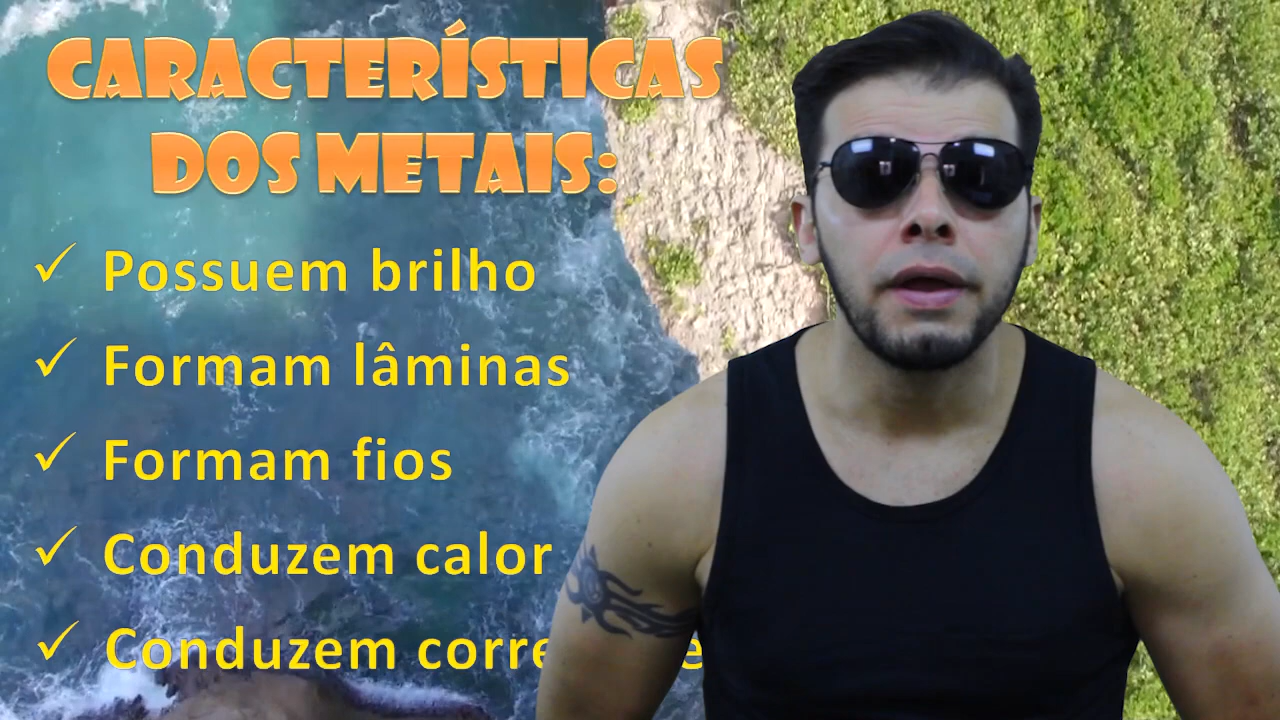 CARACTERÍSTICAS
DOS METAIS:
✓ Possuem brilho
✓ Formam lâminas
✓ Formam fios
✓ Conduzem calor
✓ Conduzem